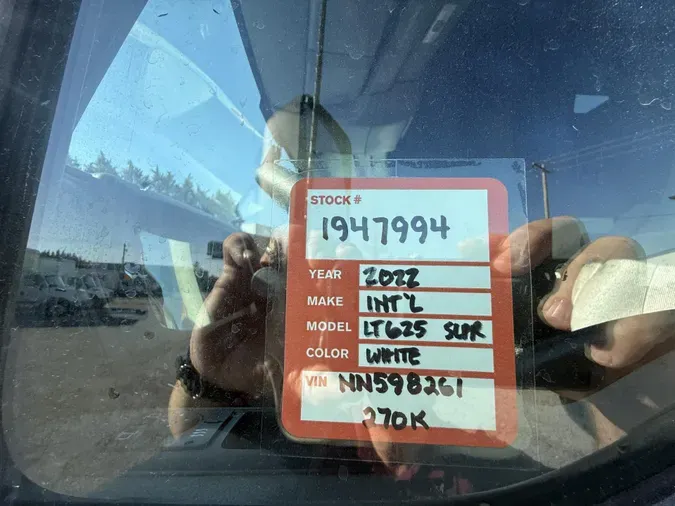 STOCK #
1947994
YEAR 2022
MAKE INT'L
MODEL LT625 SLPR
COLOR WHITE
VIN NN598261
270K